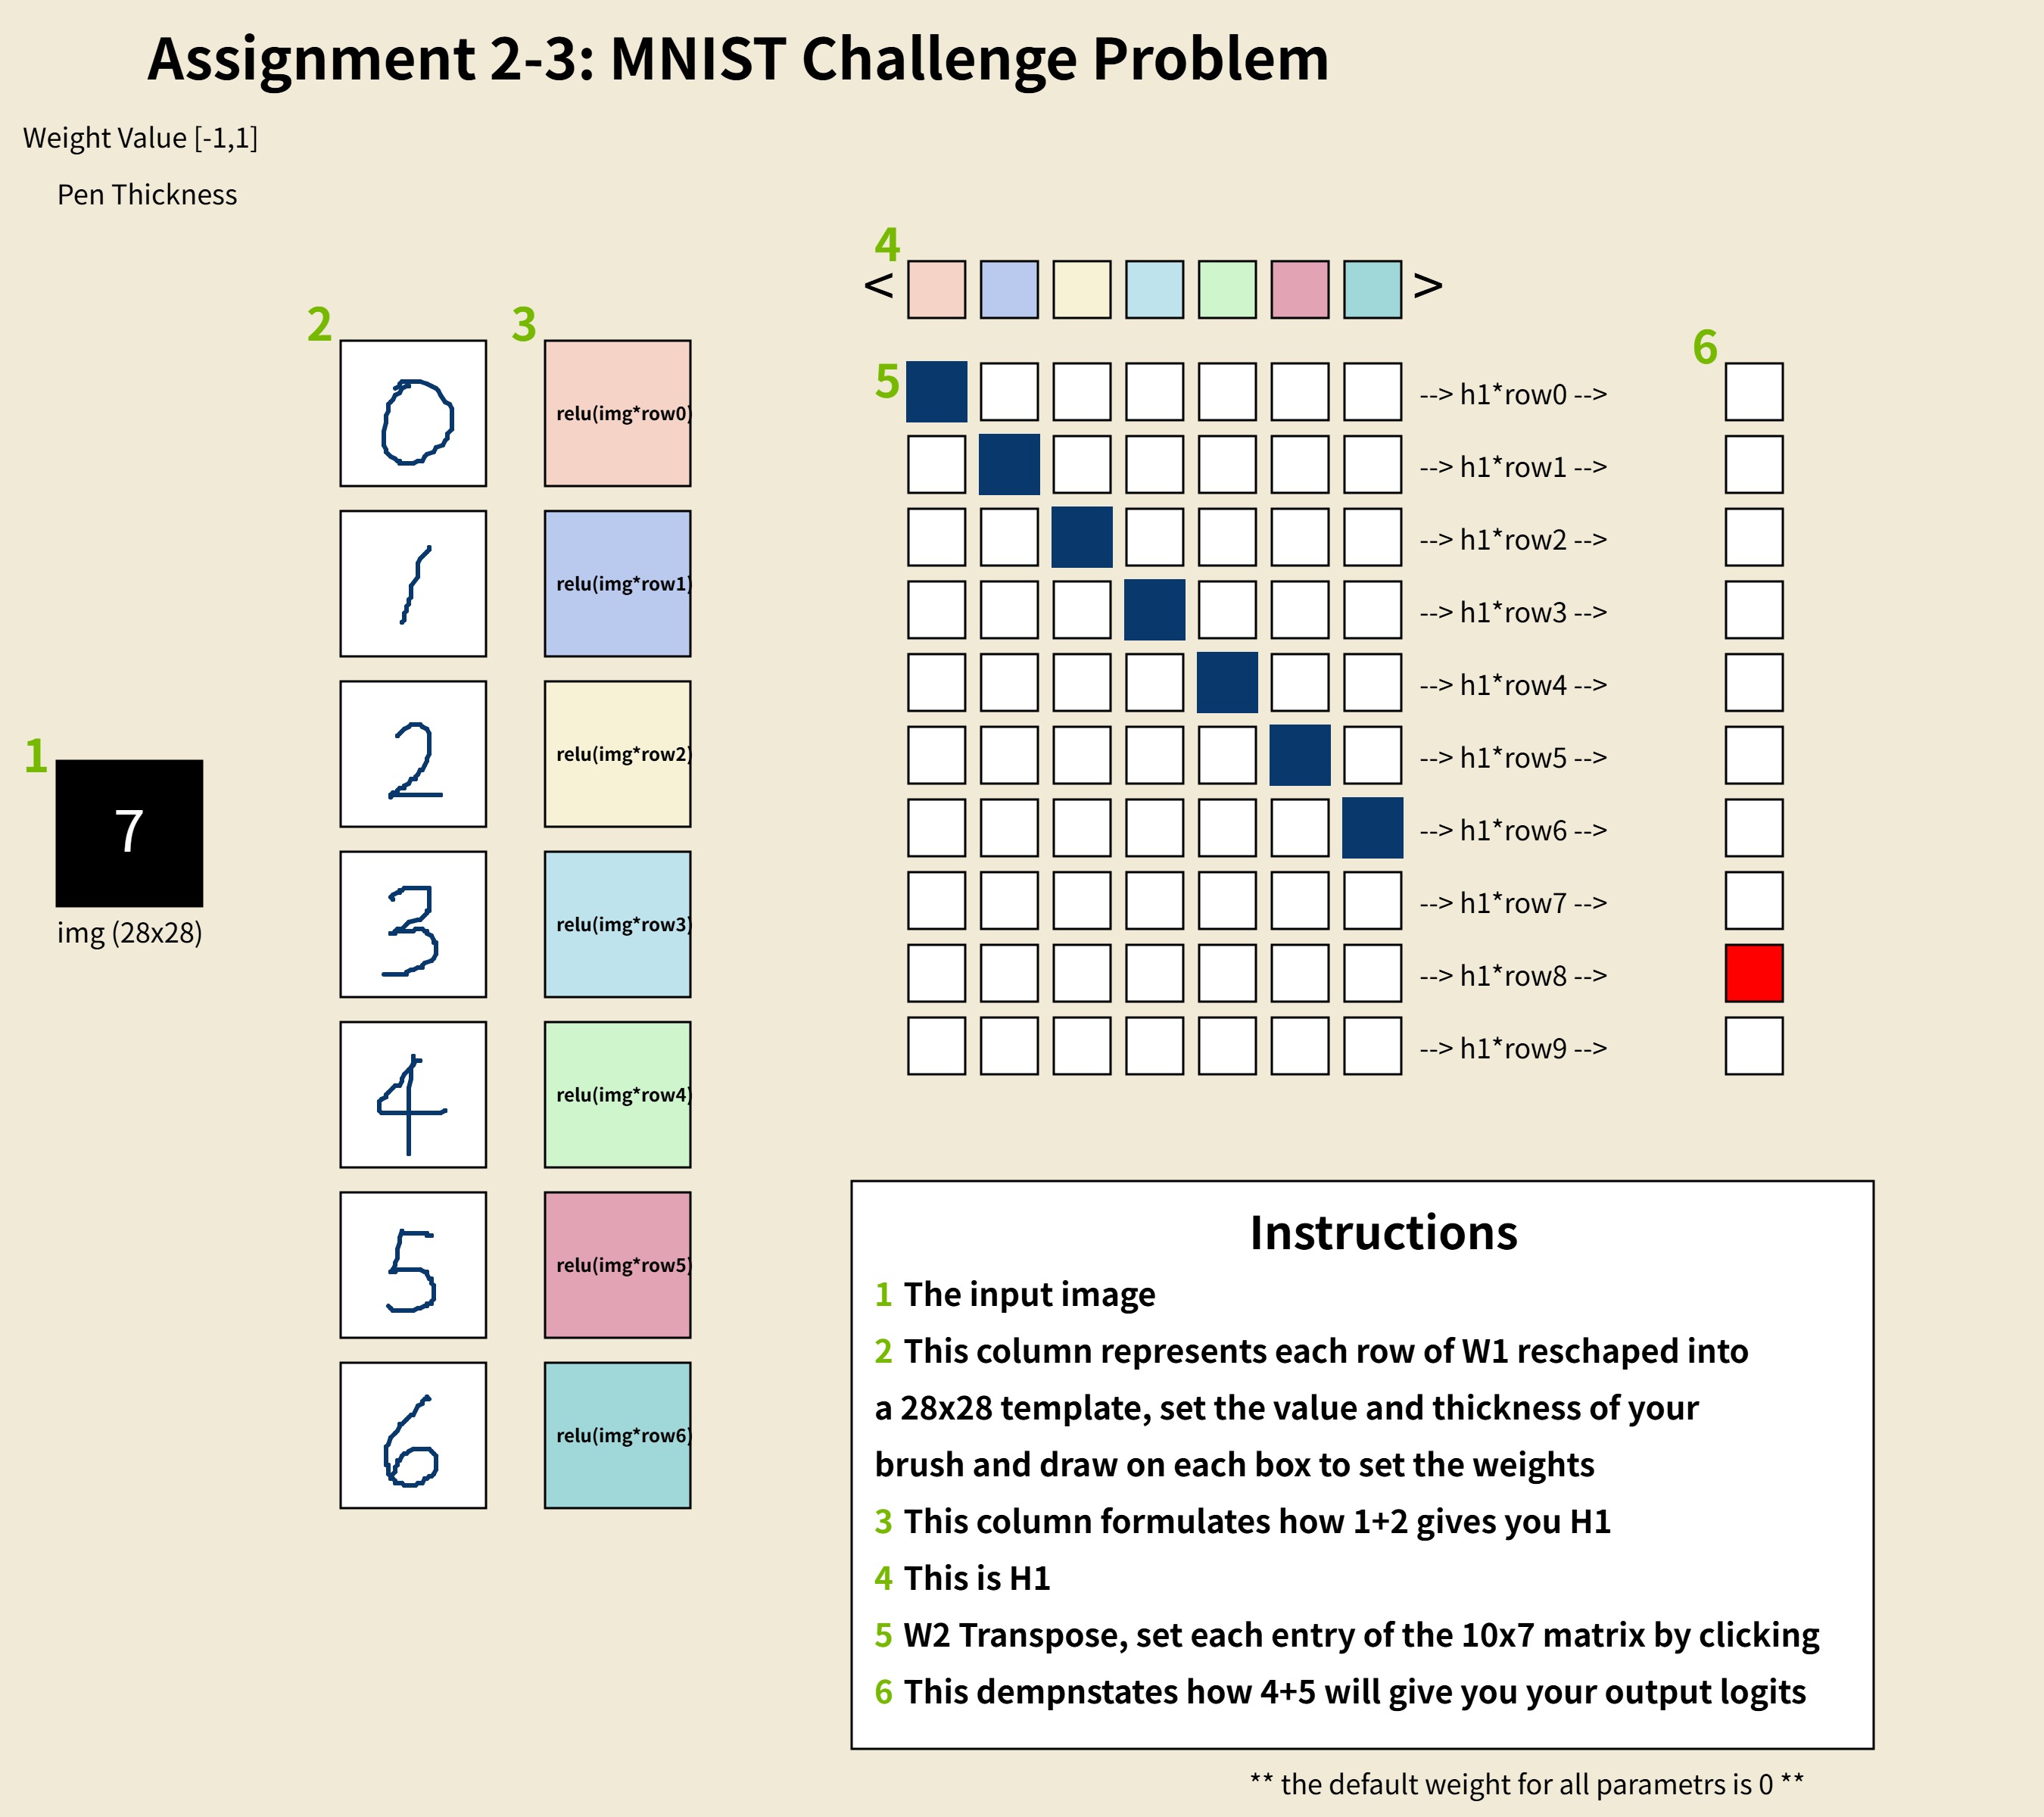 Assignment 2-3: MNIST Challenge Problem
Weight Value [-1,1]
Pen Thickness
4
< >
2 3
0 relu(img*row0)
1 relu(img*row1)
2 relu(img*row2)
3 relu(img*row3)
4 relu(img*row4)
5 relu(img*row5)
6 relu(img*row6)
1
7
img (28x28)
5
6
--> h1*row0 -->
--> h1*row1 -->
--> h1*row2 -->
--> h1*row3 -->
--> h1*row4 -->
--> h1*row5 -->
--> h1*row6 -->
--> h1*row7 -->
--> h1*row8 -->
--> h1*row9 -->
Instructions
1 The input image
2 This column represents each row of W1 reschaped into
a 28x28 template, set the value and thickness of your
brush and draw on each box to set the weights
3 This column formulates how 1+2 gives you H1
4 This is H1
5 W2 Transpose, set each entry of the 10x7 matrix by clicking
6 This dempnstates how 4+5 will give you your output logits
** the default weight for all parametrs is 0 **